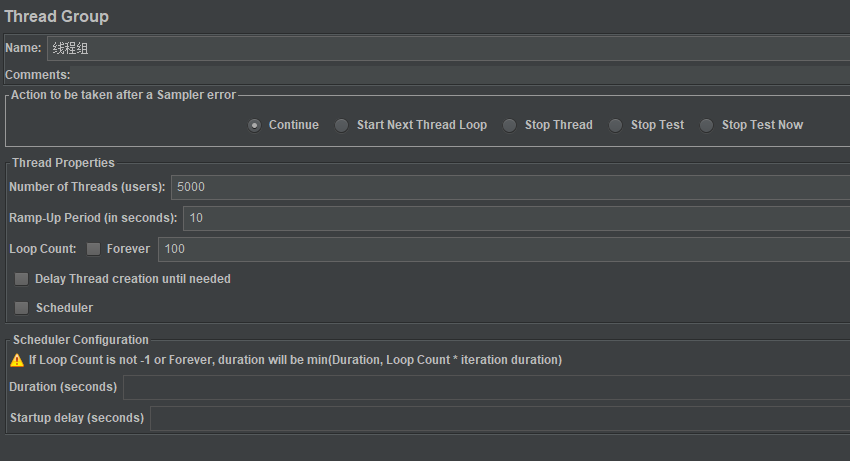 Thread Group
Name: 线程组
Comments:
Action to be taken after a Sampler error
Continue Start Next Thread Loop Stop Thread Stop Test Stop Test Now
Thread Properties
Number of Threads (users): 5000
Ramp-Up Period (in seconds): 10
Loop Count: Forever 100
Delay Thread creation until needed
Scheduler
Scheduler Configuration
If Loop Count is not -1 or Forever, duration will be min(Duration, Loop Count * iteration duration)
Duration (seconds)
Startup delay (seconds)